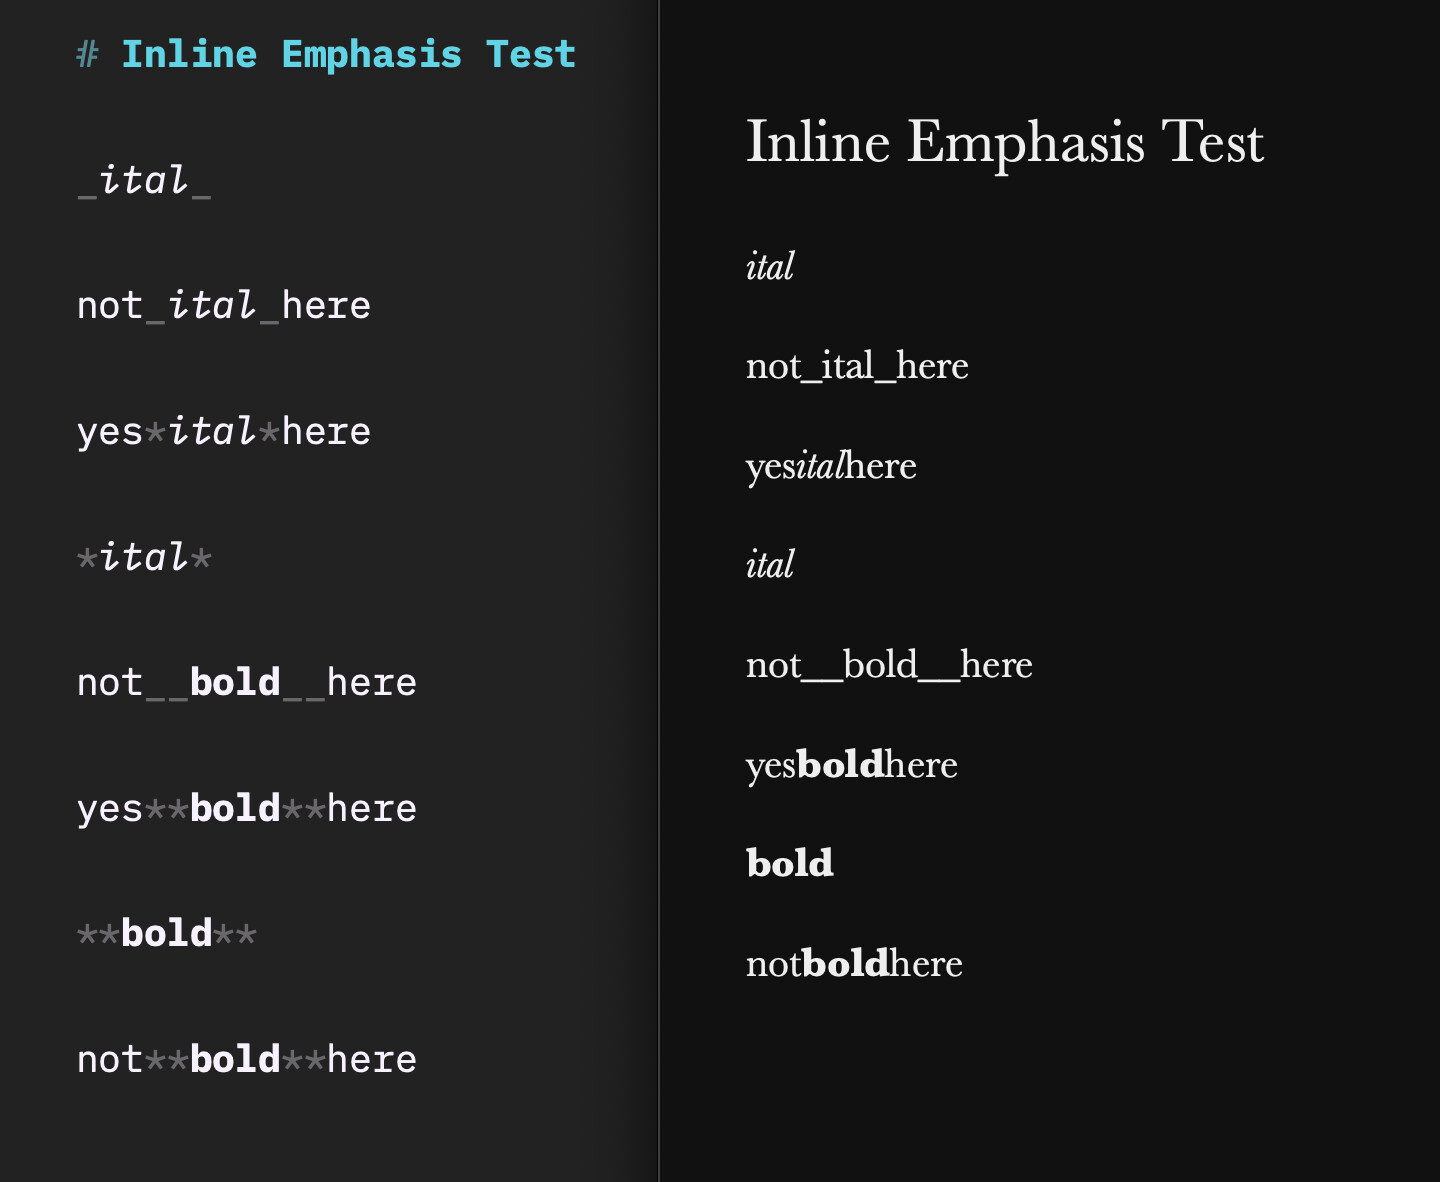 # Inline Emphasis Test
_ital_
not_ital_here
yes*ital*here
*ital*
not__bold__here
yes**bold**here
**bold**
not**bold**here
Inline Emphasis Test
ital
not_ital_here
yesitalhere
ital
not__bold__here
yesboldhere
bold
notboldhere